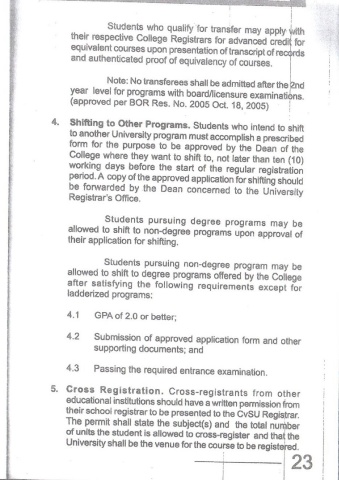 Students who qualify for transfer may apply with
their respective College Registrars for advanced credit for
equivalent courses upon presentation of transcript of records
and authenticated proof of equivalency of courses.
Note: No transferees shall be admitted after the 2nd
year level for programs with board/licensure examinations.
(approved per BOR Res. No. 2005 Oct. 18, 2005)
4. Shifting to Other Programs. Students who intend to shift
to another University program must accomplish a prescribed
form for the purpose to be approved by the Dean of the
College where they want to shift to, not later than ten (10)
working days before the start of the regular registration
period. A copy of the approved application for shifting should
be forwarded by the Dean concerned to the University
Registrar's Office.
Students pursuing degree programs may be
allowed to shift to non-degree programs upon approval of
their application for shifting.
Students pursuing non-degree program may be
allowed to shift to degree programs offered by the College
after satisfying the following requirements except for
ladderized programs:
4.1 GPA of 2.0 or better;
4.2 Submission of approved application form and other
supporting documents; and
4.3 Passing the required entrance examination.
5. Cross Registration. Cross-registrants from other
educational institutions should have a written permission from
their school registrar to be presented to the CvSU Registrar.
The permit shall state the subject(s) and the total number
of units the student is allowed to cross-register and that the
University shall be the venue for the course to be registered.
23